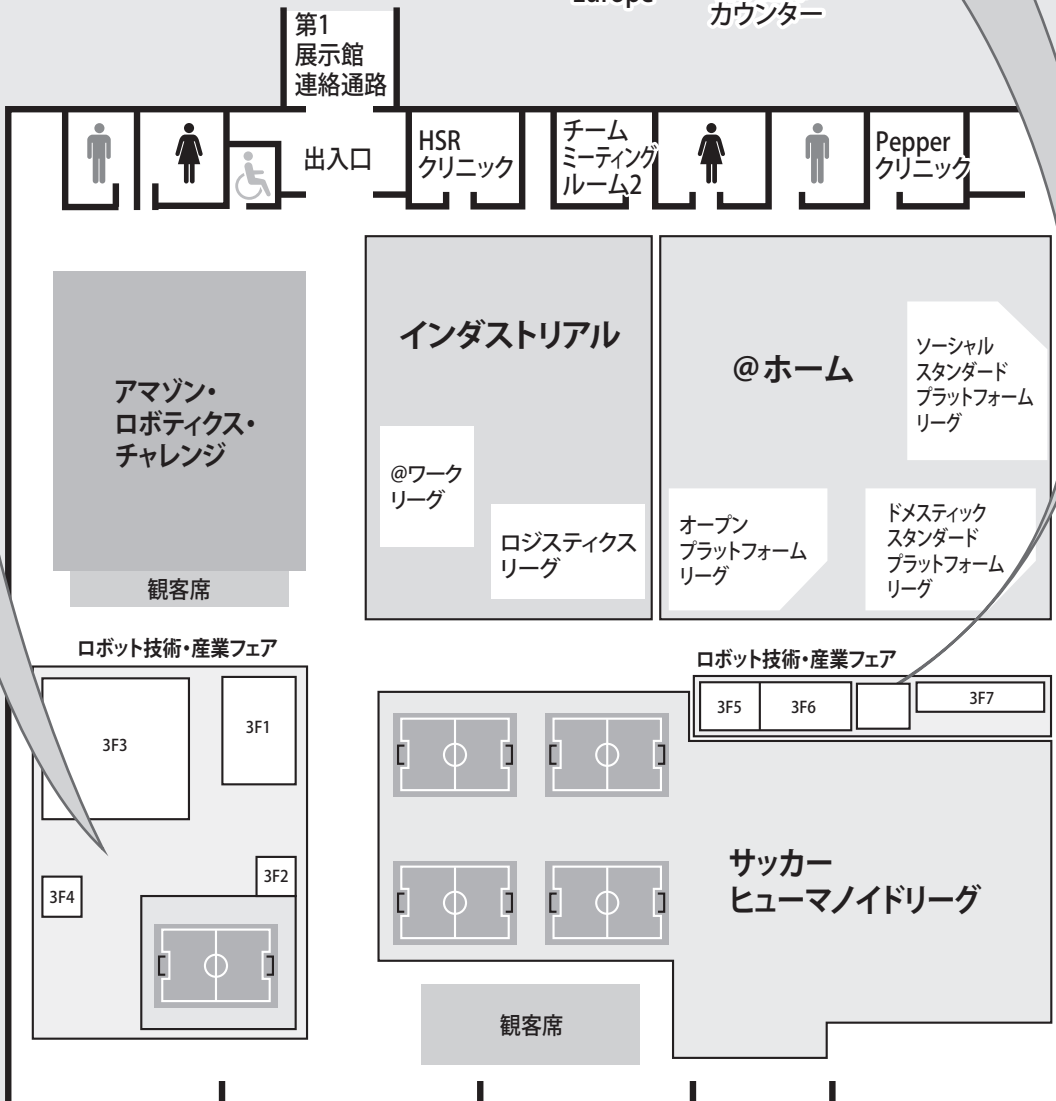 Europe
カウンター
第1
展示館
連絡通路
出入口
HSR
クリニック
チーム
ミーティング
ルーム2
Pepper
クリニック
アマゾン・
ロボティクス・
チャレンジ
観客席
インダストリアル
@ワーク
リーグ
ロジスティクス
リーグ
@ホーム
ソーシャル
スタンダード
プラットフォーム
リーグ
オープン
プラットフォーム
リーグ
ドメスティック
スタンダード
プラットフォーム
リーグ
ロボット技術・産業フェア
3F3
3F1
3F2
3F4
ロボット技術・産業フェア
3F5
3F6
3F7
サッカー
ヒューマノイドリーグ
観客席